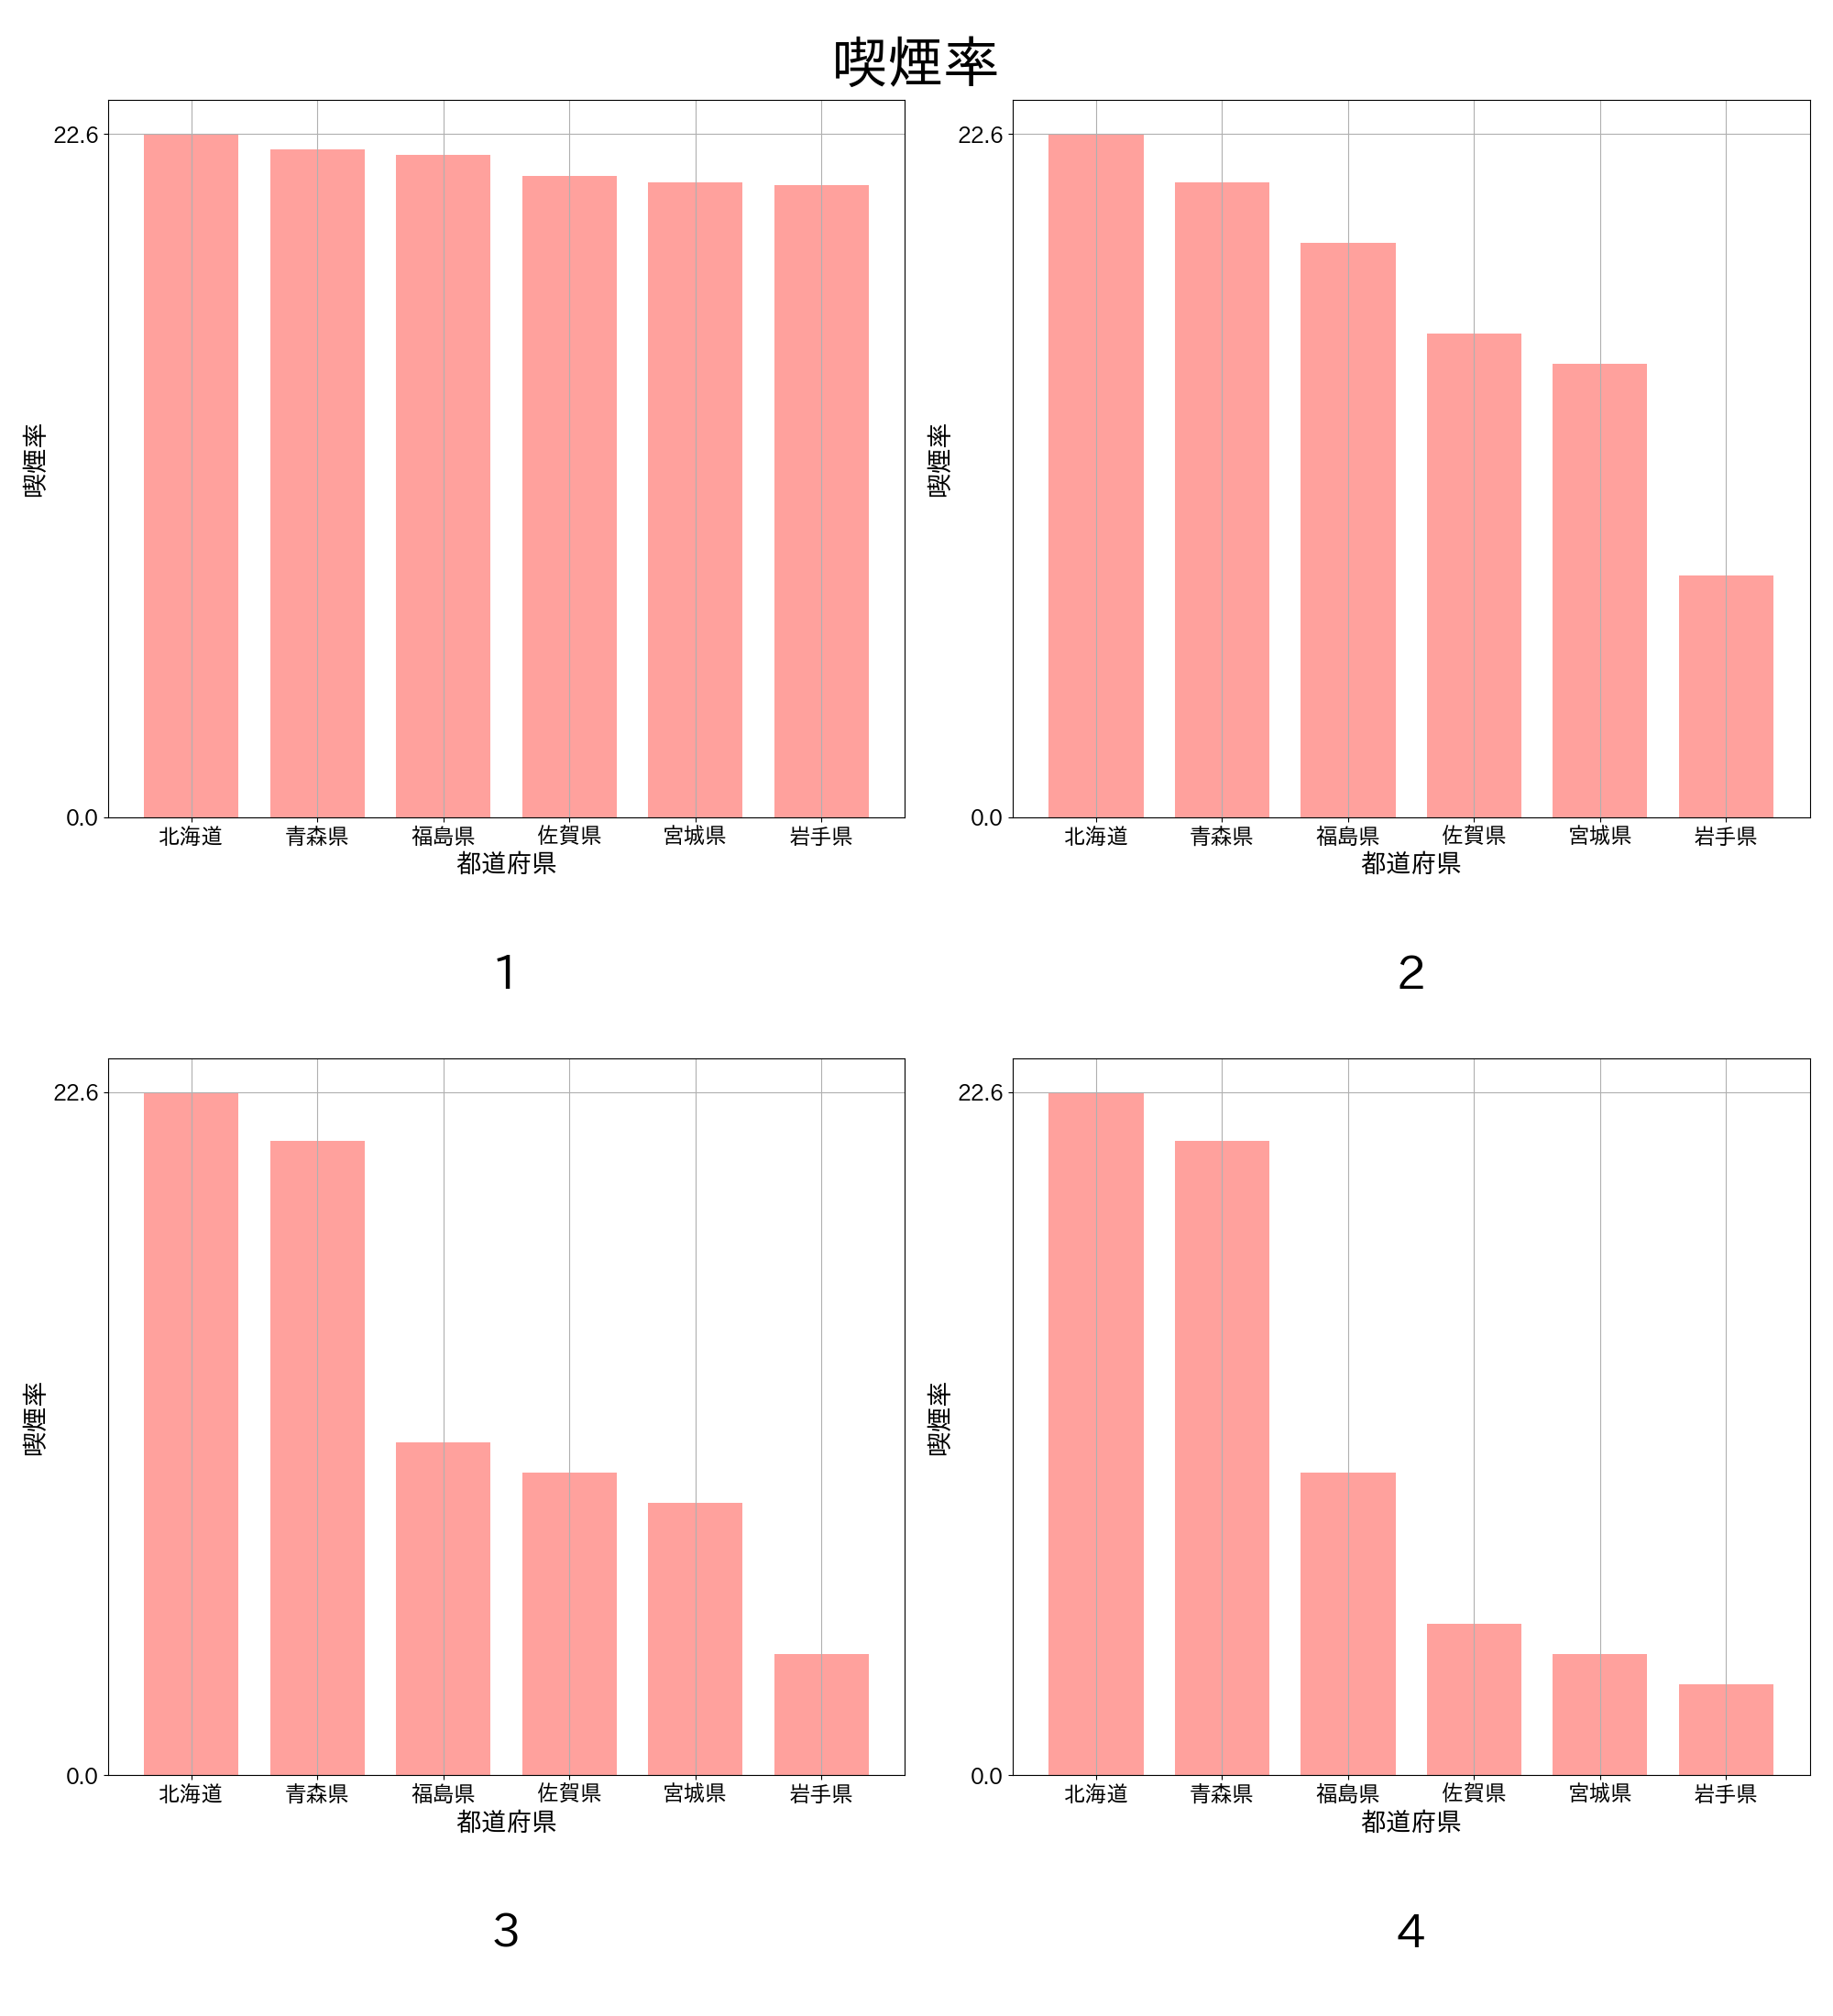 喫煙率
22.6
喫煙率
0.0
北海道 青森県 福島県 佐賀県 宮城県 岩手県
都道府県
1
22.6
喫煙率
0.0
北海道 青森県 福島県 佐賀県 宮城県 岩手県
都道府県
2
22.6
喫煙率
0.0
北海道 青森県 福島県 佐賀県 宮城県 岩手県
都道府県
3
22.6
喫煙率
0.0
北海道 青森県 福島県 佐賀県 宮城県 岩手県
都道府県
4